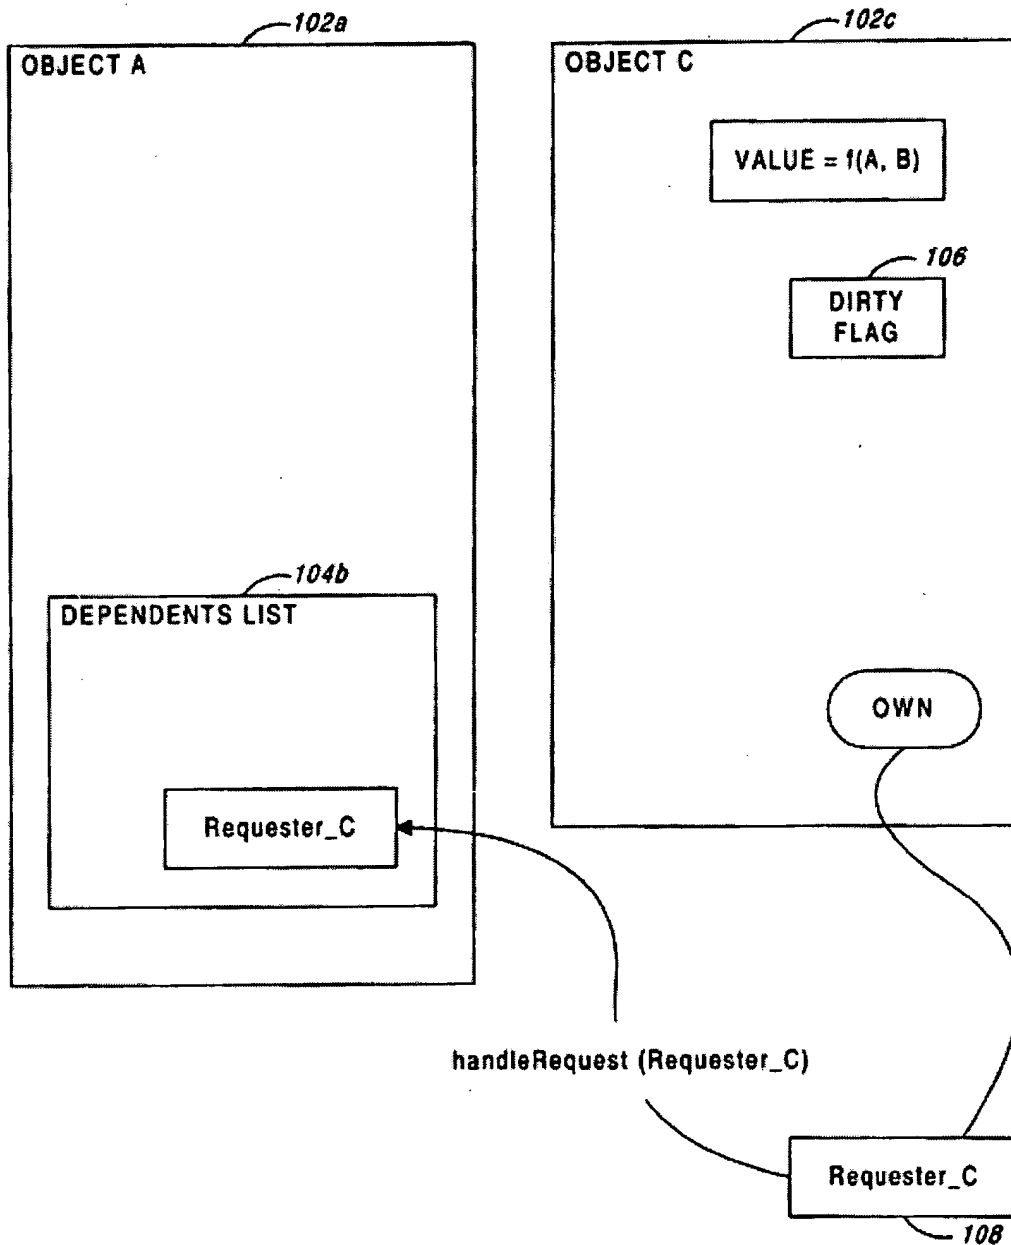 102a
OBJECT A
104b
DEPENDENTS LIST
Requester_C
102c
OBJECT C
VALUE = f(A, B)
106
DIRTY
FLAG
OWN
handleRequest (Requester_C)
Requester_C
108